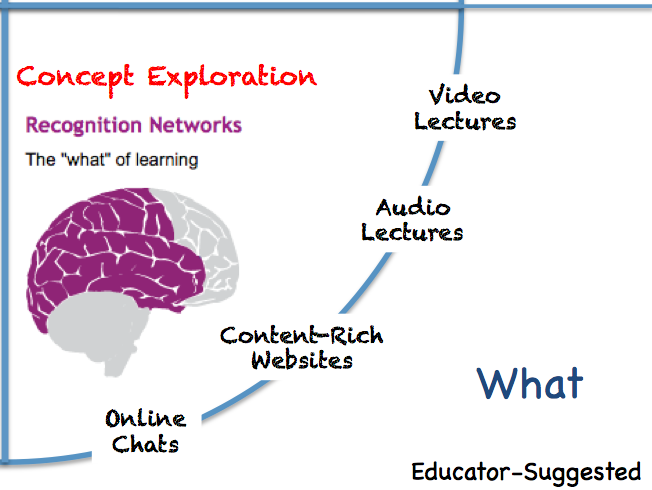 Concept Exploration
Recognition Networks
The "what" of learning
Video
Lectures
Audio
Lectures
Content-Rich
Websites
Online
Chats
What
Educator-Suggested